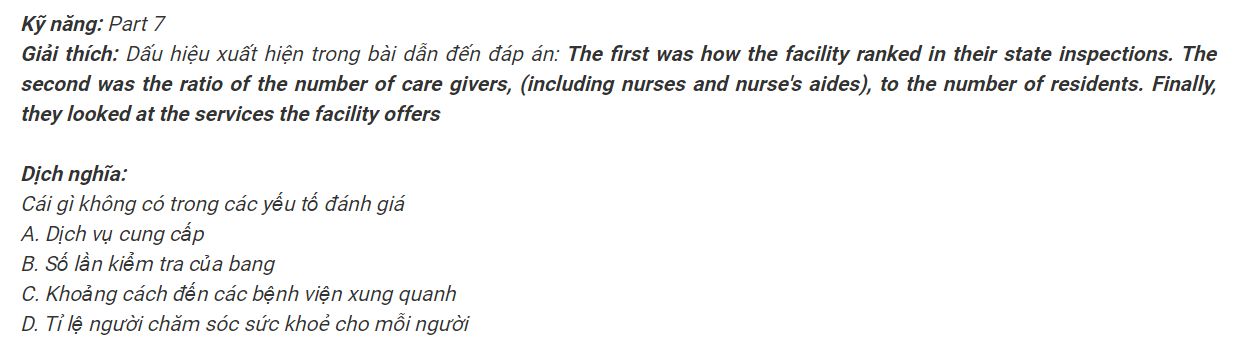 Kỹ năng: Part 7
Giải thích: Dấu hiệu xuất hiện trong bài dẫn đến đáp án: The first was how the facility ranked in their state inspections. The
second was the ratio of the number of care givers, (including nurses and nurse's aides), to the number of residents. Finally,
they looked at the services the facility offers
Dịch nghĩa:
Cái gì không có trong các yếu tố đánh giá
A. Dịch vụ cung cấp
B. Số lần kiểm tra của bang
C. Khoảng cách đến các bệnh viện xung quanh
D. Tỉ lệ người chăm sóc sức khoẻ cho mỗi người